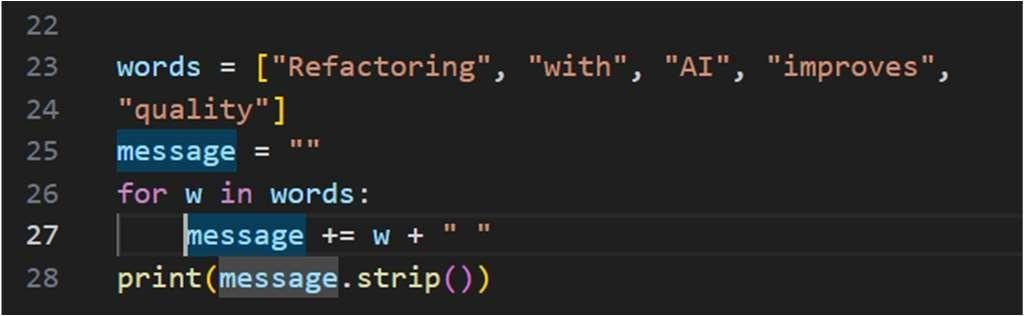 22
23 words = ["Refactoring", "with", "AI", "improves",
24 "quality"]
25 message = ""
26 for w in words:
27     message += w + " "
28 print(message.strip())